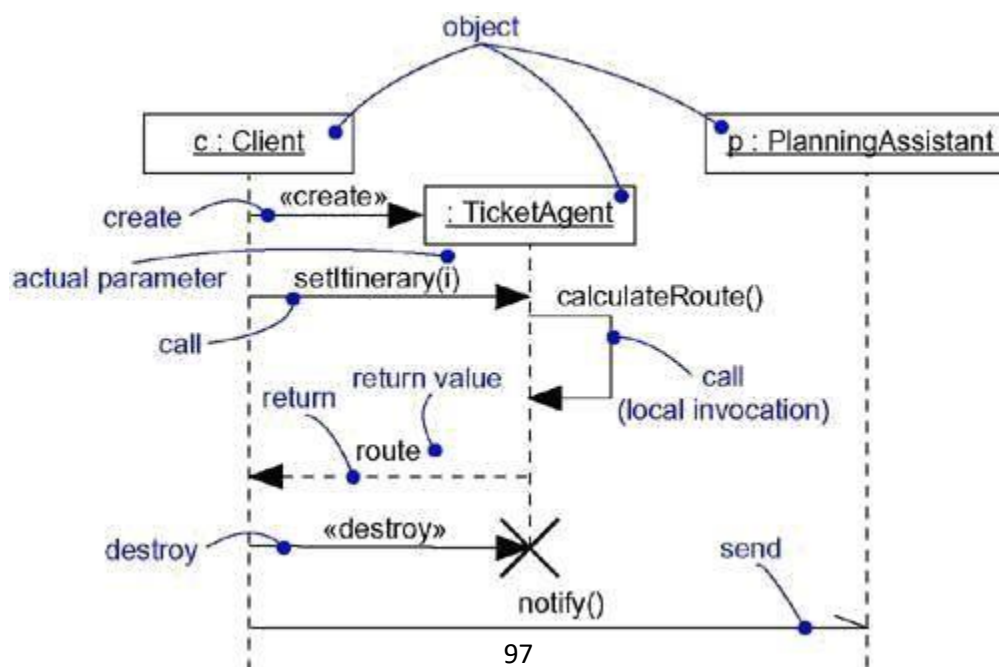 object
c : Client
p : PlanningAssistant
«create»
create
: TicketAgent
actual parameter
setItinerary(i)
calculateRoute()
call
return value
call
return
(local invocation)
route
«destroy»
destroy
send
notify()
97